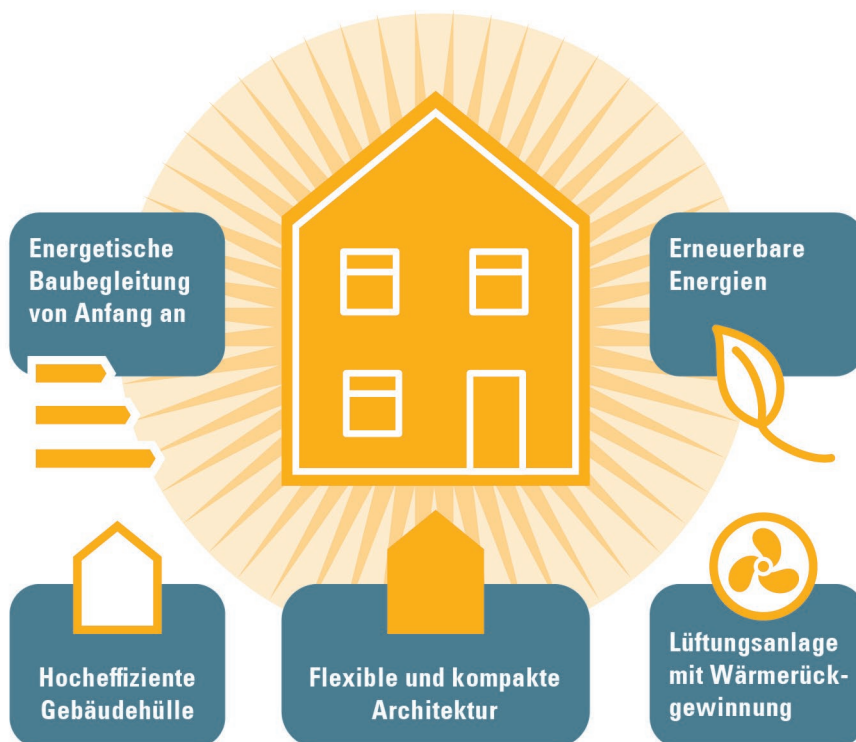 Energetische
Baubegleitung
von Anfang an
Erneuerbare
Energien
Hocheffiziente
Gebäudehülle
Flexible und kompakte
Architektur
Lüftungsanlage
mit Wärmerück-
gewinnung